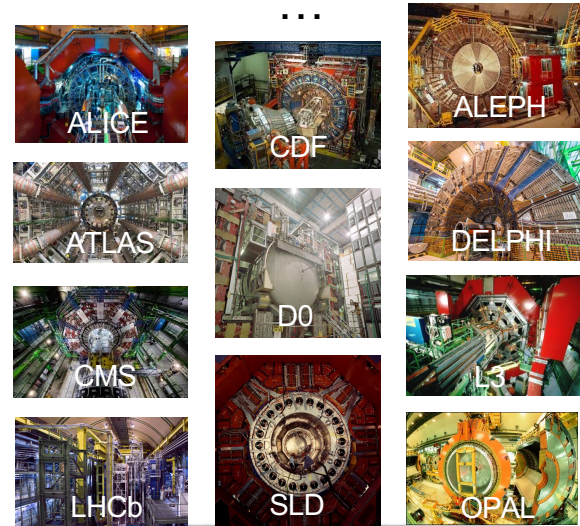 ...
ALICE
ATLAS
CMS
LHCb
CDF
D0
SLD
ALEPH
DELPHI
L3
OPAL